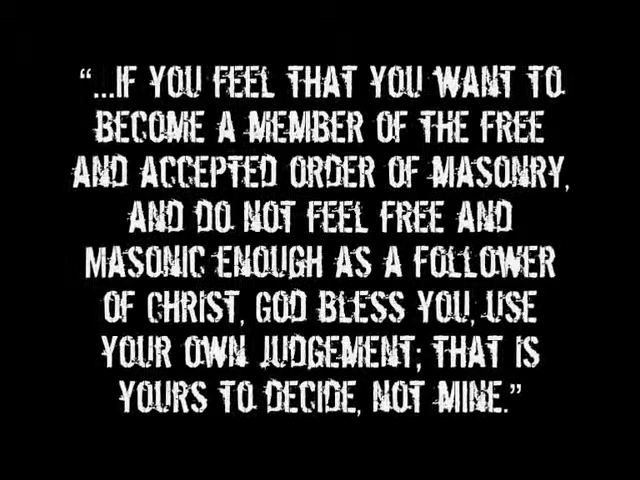 “...IF YOU FEEL THAT YOU WANT TO
BECOME A MEMBER OF THE FREE
AND ACCEPTED ORDER OF MASONRY,
AND DO NOT FEEL FREE AND
MASONIC ENOUGH AS A FOLLOWER
OF CHRIST, GOD BLESS YOU, USE
YOUR OWN JUDGEMENT; THAT IS
YOURS TO DECIDE, NOT MINE.”